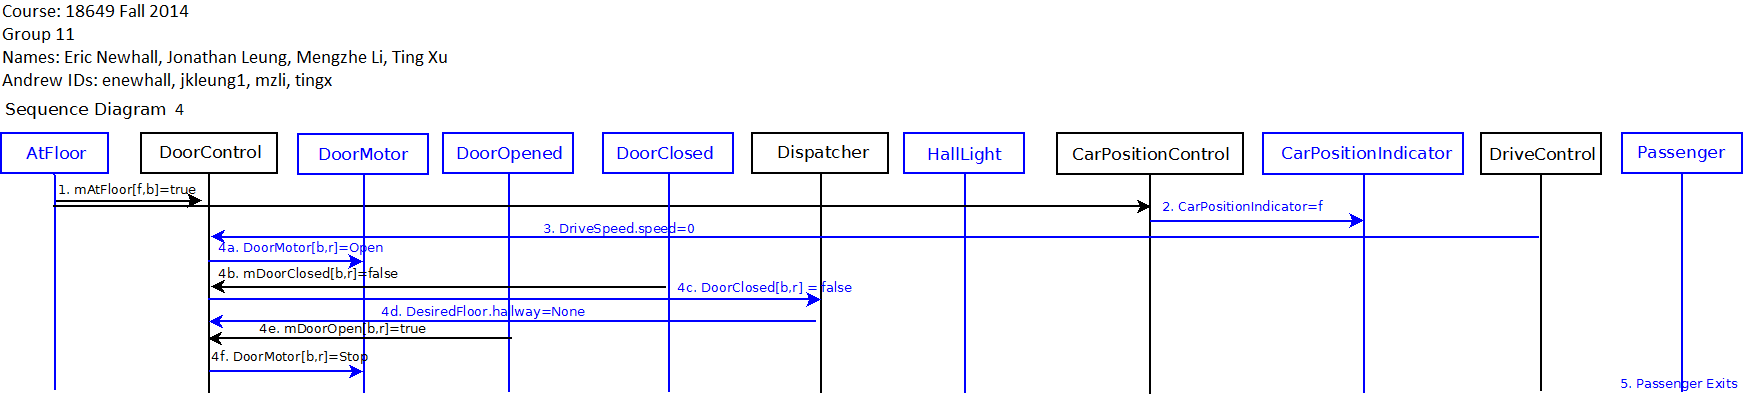 Course: 18649 Fall 2014
Group 11
Names: Eric Newhall, Jonathan Leung, Mengzhe Li, Ting Xu
Andrew IDs: enewhall, jkleung1, mzli, tingx
Sequence Diagram 4
AtFloor
DoorControl
DoorMotor
DoorOpened
DoorClosed
Dispatcher
HallLight
CarPositionControl
CarPositionIndicator
DriveControl
Passenger
1. mAtFloor[f,b]=true
2. CarPositionIndicator=f
3. DriveSpeed.speed=0
4a. DoorMotor[b,r]=Open
4b. mDoorClosed[b,r]=false
4c. DoorClosed[b,r] = false
4d. DesiredFloor.hallway=None
4e. mDoorOpen[b,r]=true
4f. DoorMotor[b,r]=Stop
5. Passenger Exits